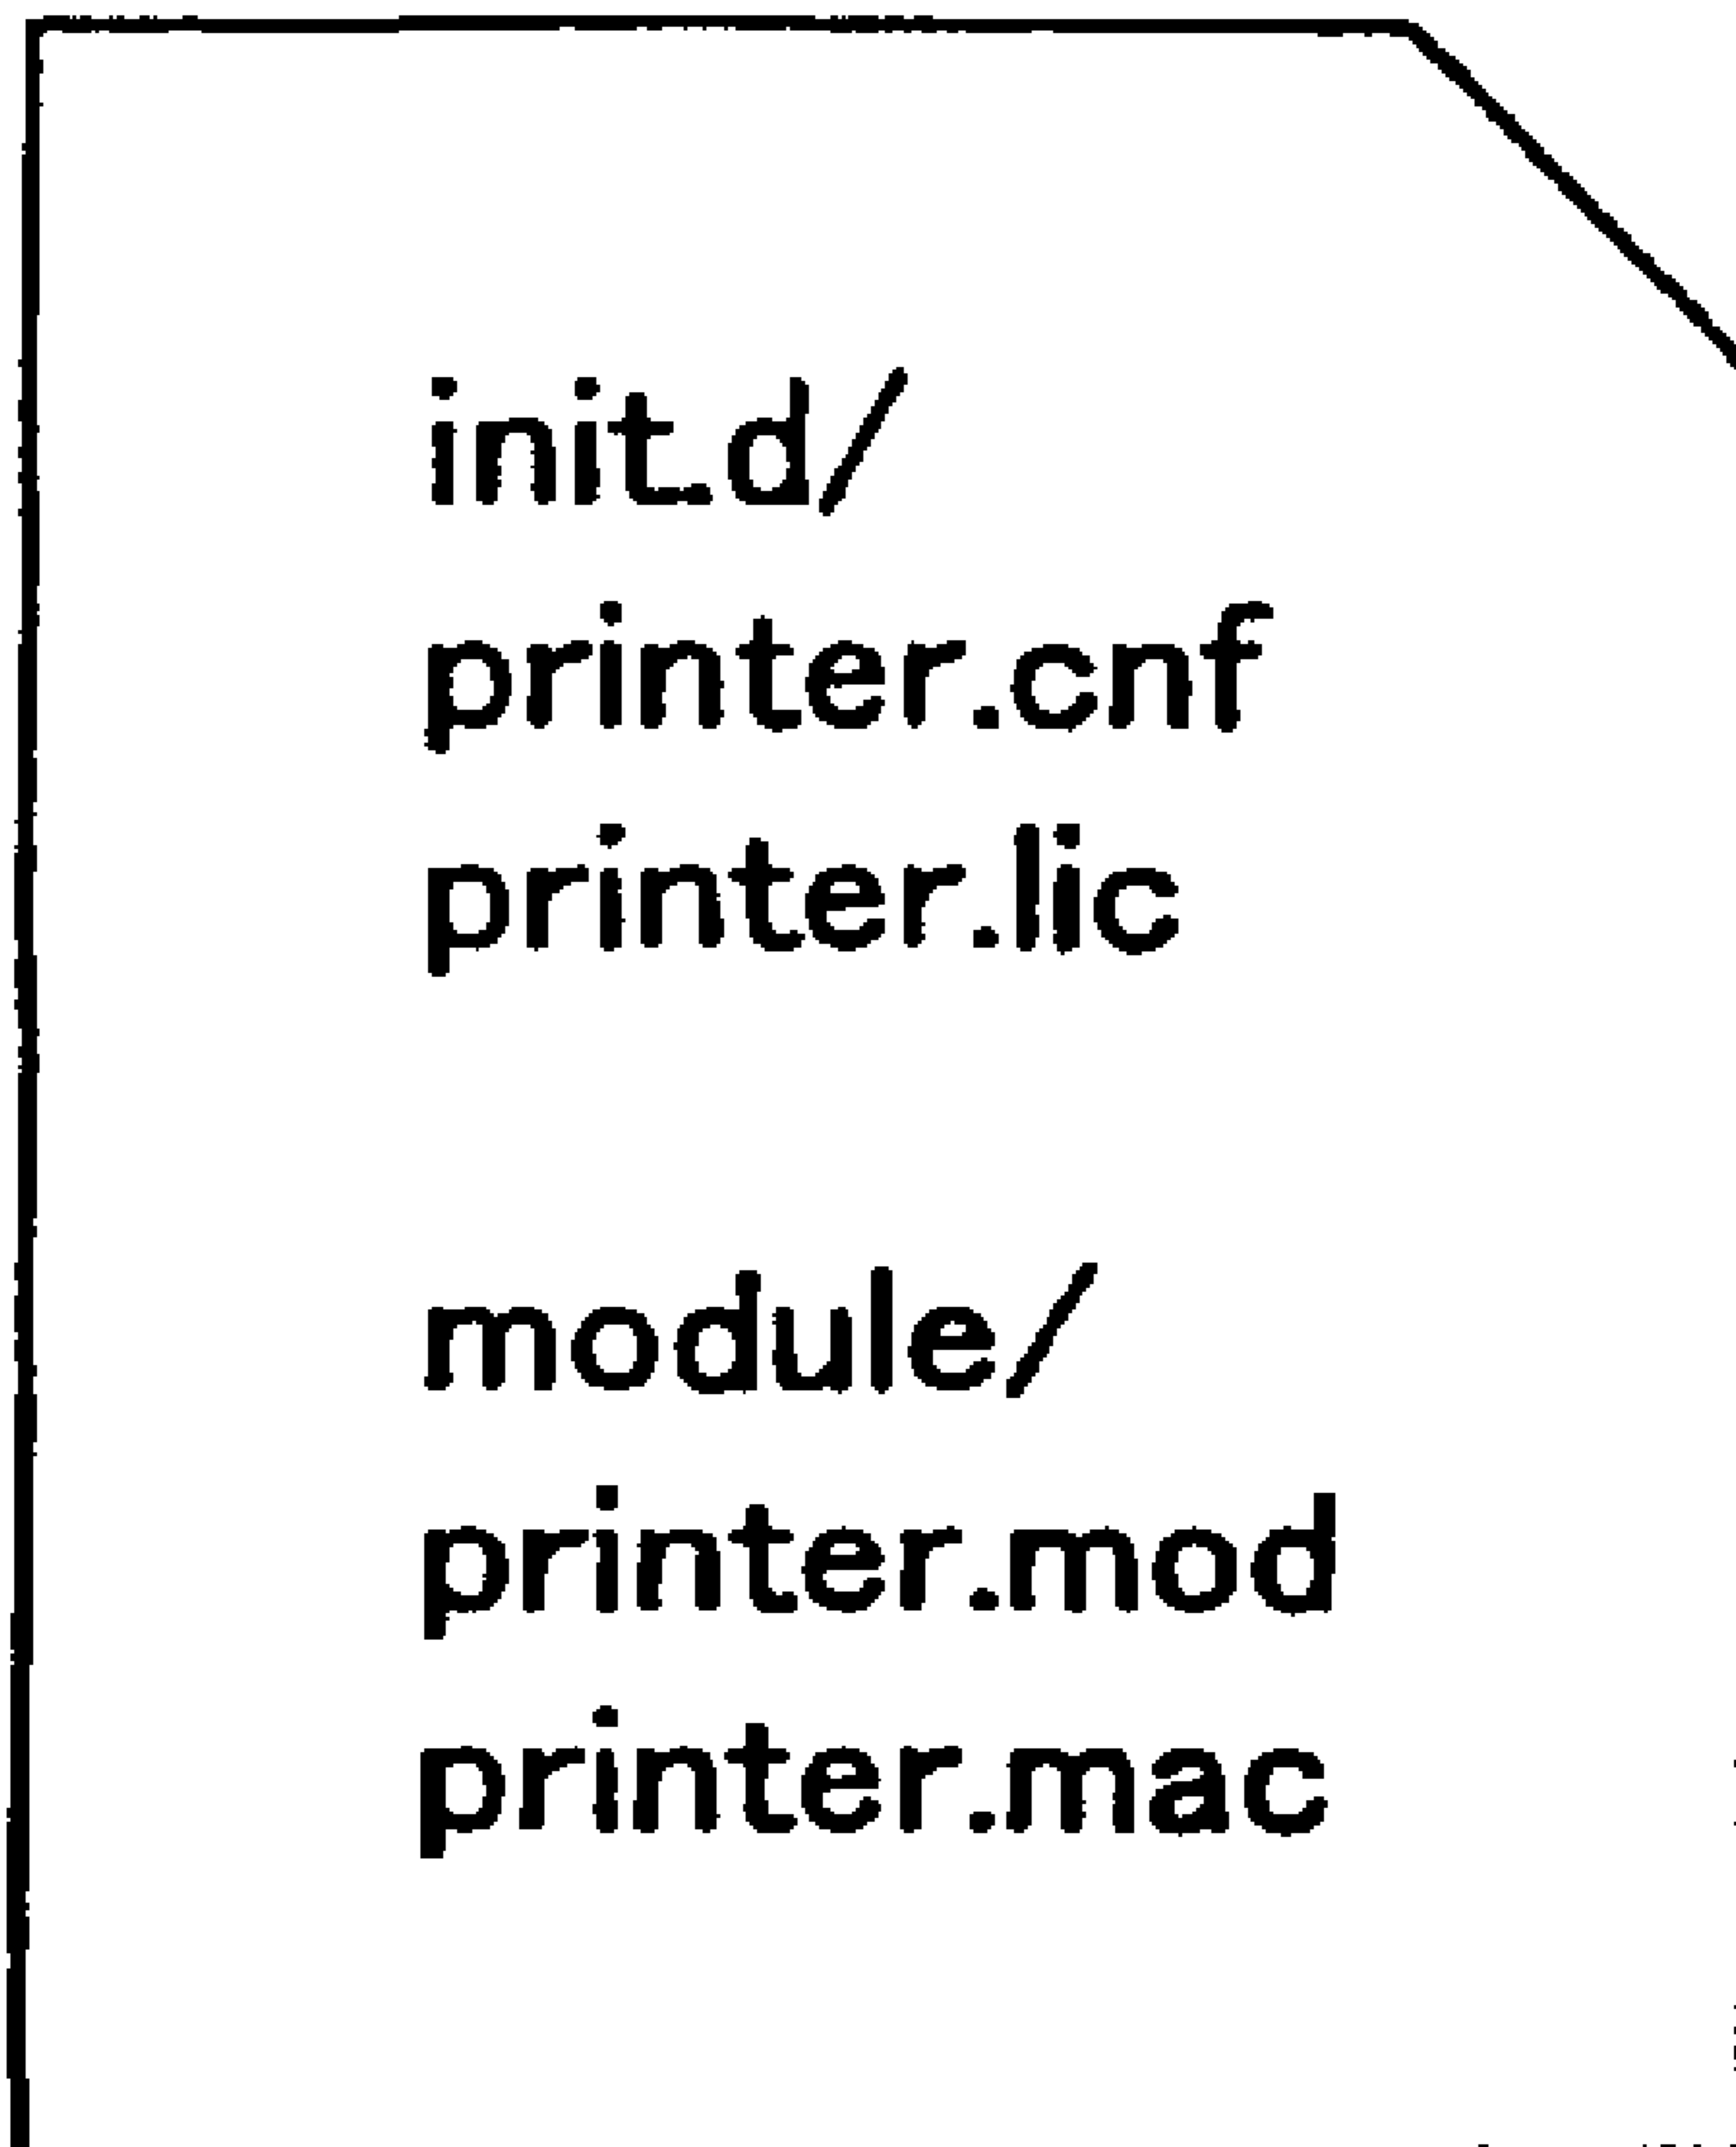 init.d/
printer.cnf
printer.lic
module/
printer.mod
printer.mac